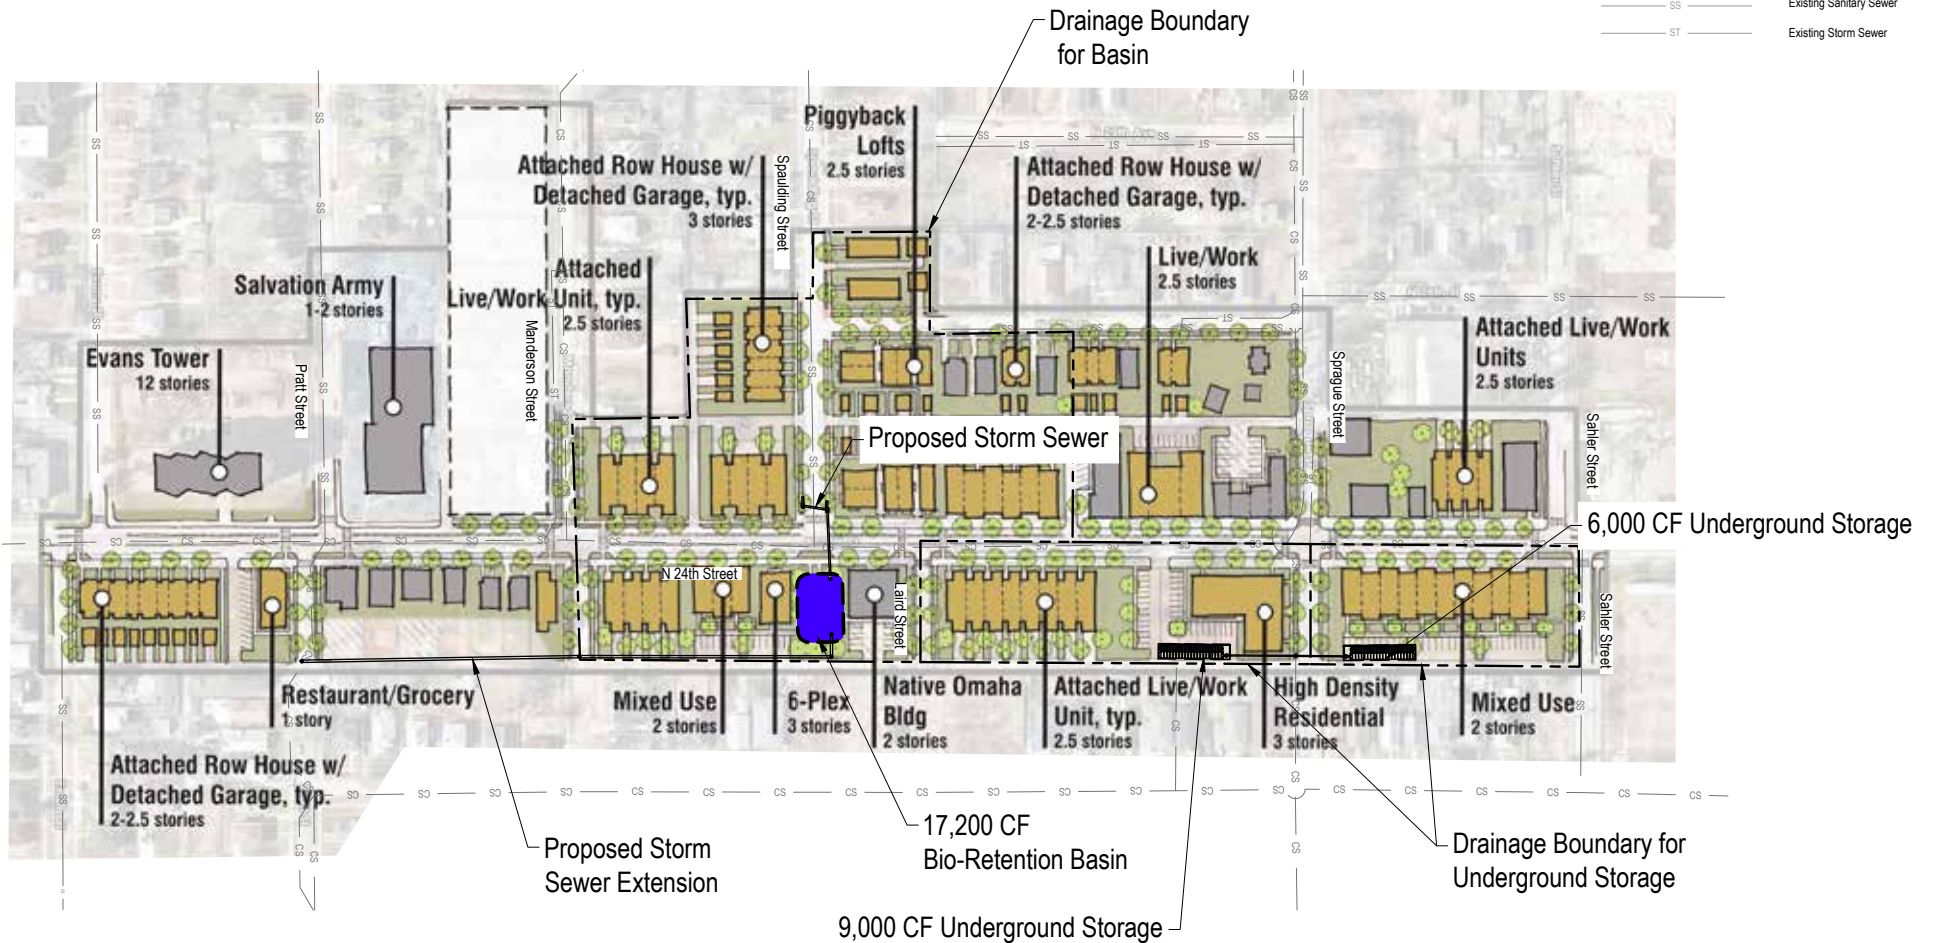 Existing Sanitary Sewer
SS
Existing Storm Sewer
ST
Drainage Boundary
for Basin
Piggyback
Lofts
2.5 stories
Attached Row House w/
Detached Garage, typ.
3 stories
Spaulding Street
Attached Row House w/
Detached Garage, typ.
2-2.5 stories
Live/Work
2.5 stories
Attached
Live/Work Unit, typ.
2.5 stories
Salvation Army
1-2 stories
Evans Tower
12 stories
Pratt Street
Manderson Street
Attached Live/Work
Units
2.5 stories
Sprague Street
Sahler Street
Proposed Storm Sewer
6,000 CF Underground Storage
N 24th Street
Laird Street
Sahler Street
Restaurant/Grocery
1 story
Mixed Use
2 stories
6-Plex
3 stories
Native Omaha
Bldg
2 stories
Attached Live/Work
Unit, typ.
2.5 stories
High Density
Residential
3 stories
Mixed Use
2 stories
Attached Row House w/
Detached Garage, typ.
2-2.5 stories
Proposed Storm
Sewer Extension
17,200 CF
Bio-Retention Basin
Drainage Boundary for
Underground Storage
9,000 CF Underground Storage